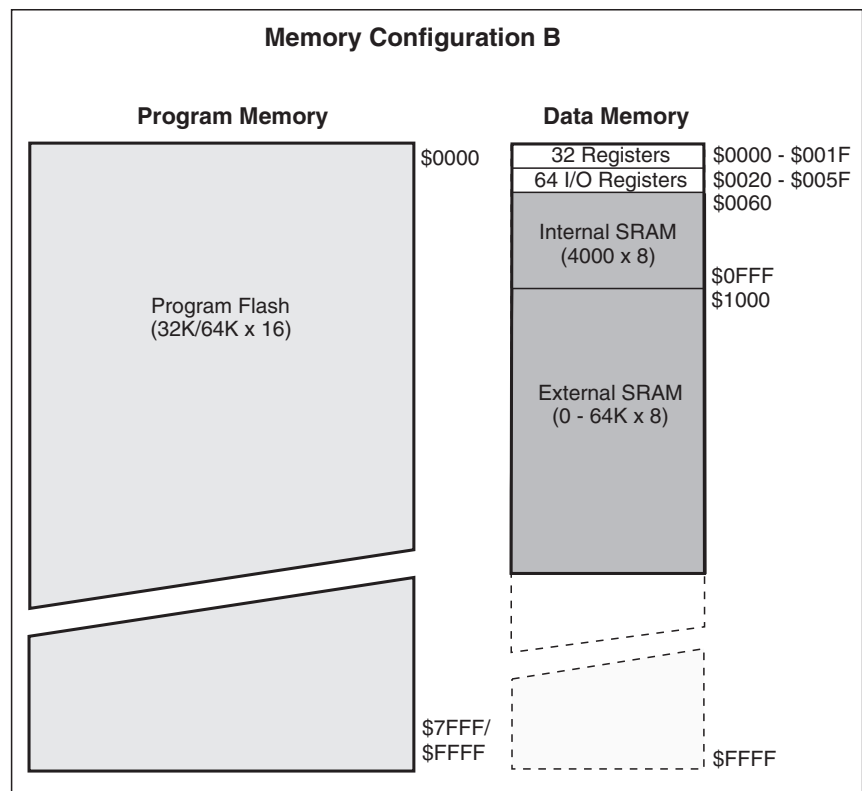 Memory Configuration B
Program Memory
$0000
Program Flash
(32K/64K x 16)
$7FFF/
$FFFF
Data Memory
32 Registers
$0000 - $001F
64 I/O Registers
$0020 - $005F
$0060
Internal SRAM
(4000 x 8)
$0FFF
$1000
External SRAM
(0 - 64K x 8)
$FFFF